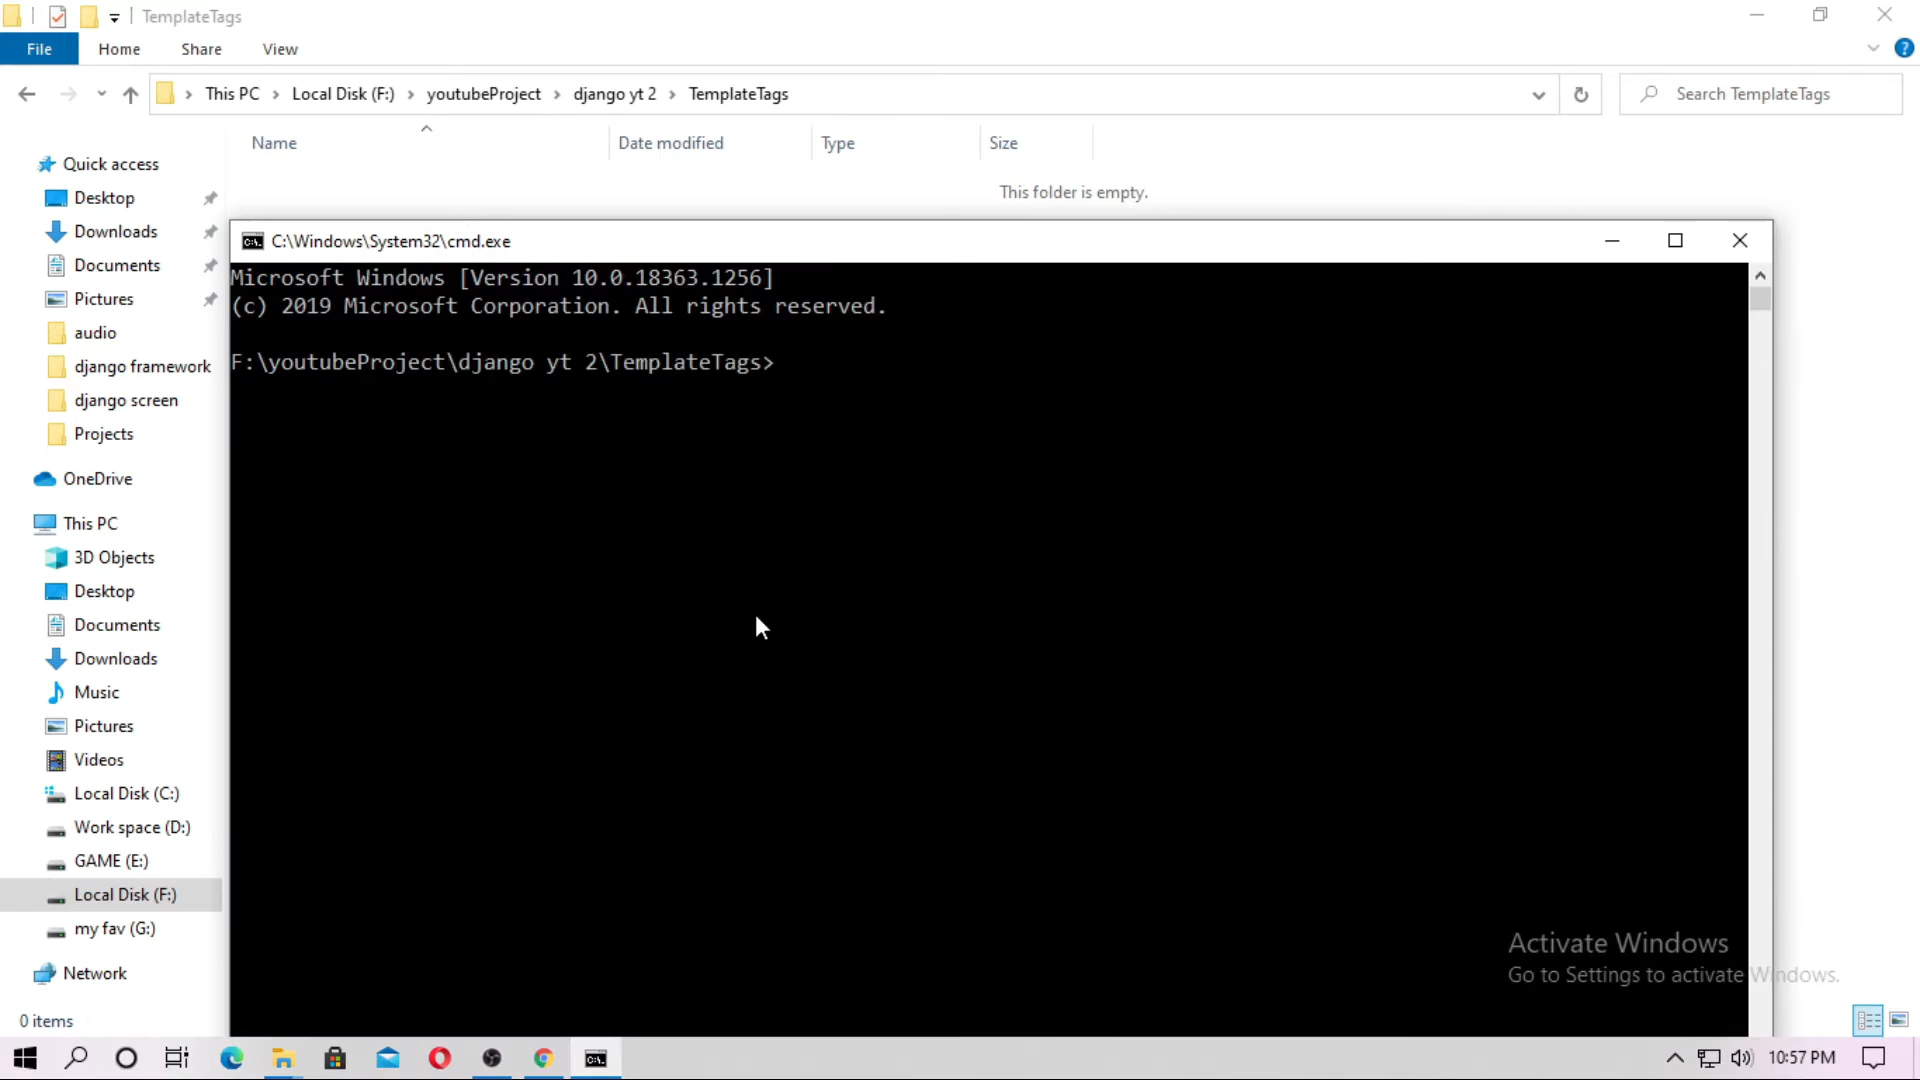 TemplateTags
File Home Share View
This PC Local Disk (F:) youtubeProject django yt 2 TemplateTags
Search TemplateTags
Name Date modified Type Size
This folder is empty.
Quick access
Desktop
Downloads
Documents
Pictures
audio
django framework
django screen
Projects
OneDrive
This PC
3D Objects
Desktop
Documents
Downloads
Music
Pictures
Videos
Local Disk (C:)
Work space (D:)
GAME (E:)
Local Disk (F:)
my fav (G:)
Network
0 items
C:\Windows\System32\cmd.exe
Microsoft Windows [Version 10.0.18363.1256]
(c) 2019 Microsoft Corporation. All rights reserved.
F:\youtubeProject\django yt 2\TemplateTags>
Activate Windows
Go to Settings to activate Windows.
10:57 PM